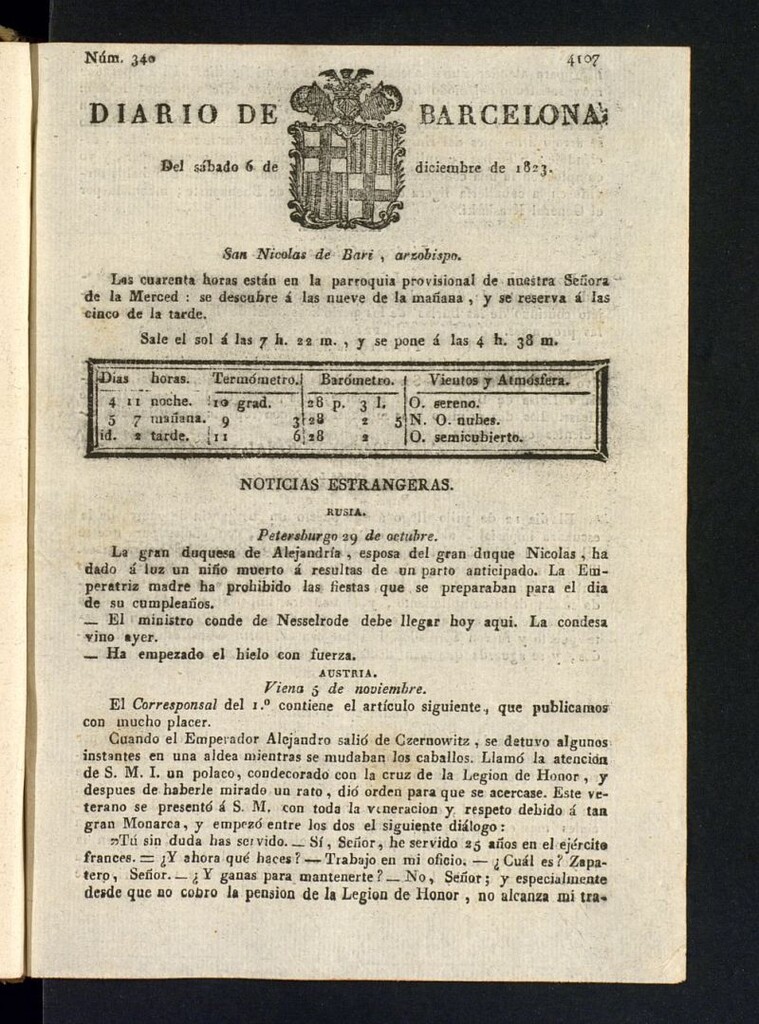 Núm. 340
4107
DIARIO DE BARCELONA,
Del sábado 6 de diciembre de 1823.
San Nicolas de Bari , arzobispo.
Las cuarenta horas están en la parroquia provisional de nuestra Señora
de la Merced : se descubre á las nueve de la mañana , y se reserva á las
cinco de la tarde.
Sale el sol á las 7 h. 22 m. , y se pone á las 4 h. 38 m.
Dias horas. Termómetro. Barómetro. Vientos y Atmósfera.
4 11 noche. 10 grad. 28 p. 3 l. O. sereno.
5 7 mañana. 9 3 28 2 5 N. O. nubes.
id. 2 tarde. 11 6 28 2 O. semicubierto.
NOTICIAS ESTRANGERAS.
RUSIA.
Petersburgo 29 de octubre.
La gran duquesa de Alejandría , esposa del gran duque Nicolas , ha
dado á luz un niño muerto á resultas de un parto anticipado. La Em-
peratriz madre ha prohibido las fiestas que se preparaban para el dia
de su cumpleaños.
— El ministro conde de Nesselrode debe llegar hoy aqui. La condesa
vino ayer.
— Ha empezado el hielo con fuerza.
AUSTRIA.
Viena 5 de noviembre.
El Corresponsal del 1.º contiene el artículo siguiente , que publicamos
con mucho placer.
Cuando el Emperador Alejandro salió de Czernowitz , se detuvo algunos
instantes en una aldea mientras se mudaban los caballos. Llamó la atencion
de S. M. I. un polaco, condecorado con la cruz de la Legion de Honor , y
despues de haberle mirado un rato , dió orden para que se acercase. Este ve-
terano se presentó á S. M. con toda la veneracion y respeto debido á tan
gran Monarca, y empezó entre los dos el siguiente diálogo :
»Tú sin duda has servido. — Sí, Señor, he servido 25 años en el ejército
frances. = ¿Y ahora qué haces? — Trabajo en mi oficio. — ¿Cuál es? Zapa-
tero, Señor. — ¿Y ganas para mantenerte? — No, Señor; y especialmente
desde que no cobro la pension de la Legion de Honor , no alcanza mi tra-